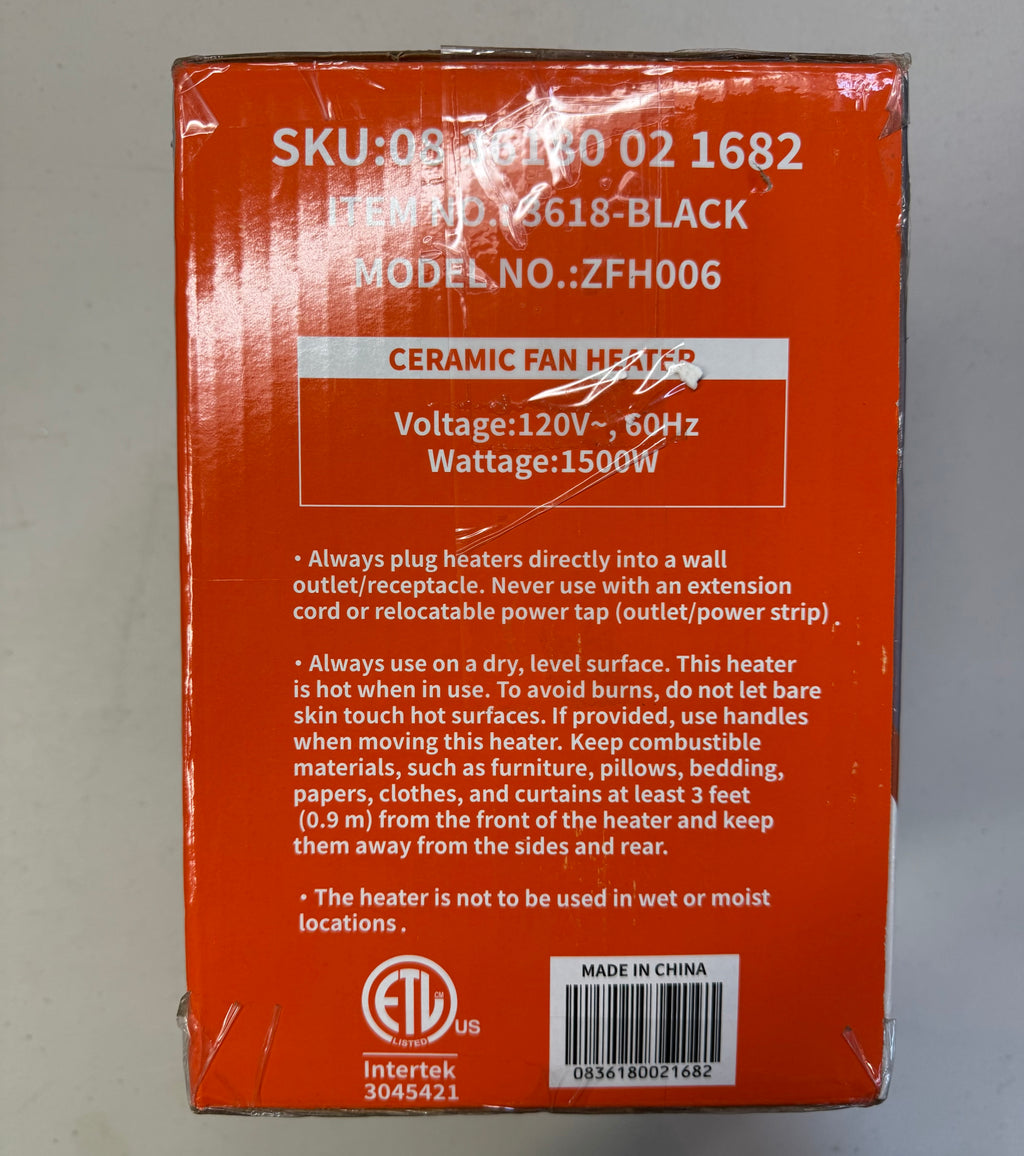 SKU:08 36180 02 1682
ITEM NO.: 3618-BLACK
MODEL NO.:ZFH006
CERAMIC FAN HEATER
Voltage:120V~, 60Hz
Wattage:1500W
• Always plug heaters directly into a wall
outlet/receptacle. Never use with an extension
cord or relocatable power tap (outlet/power strip) .
• Always use on a dry, level surface. This heater
is hot when in use. To avoid burns, do not let bare
skin touch hot surfaces. If provided, use handles
when moving this heater. Keep combustible
materials, such as furniture, pillows, bedding,
papers, clothes, and curtains at least 3 feet
(0.9 m) from the front of the heater and keep
them away from the sides and rear.
• The heater is not to be used in wet or moist
locations .
ETL CM
LISTED
US
Intertek
3045421
MADE IN CHINA
0836180021682